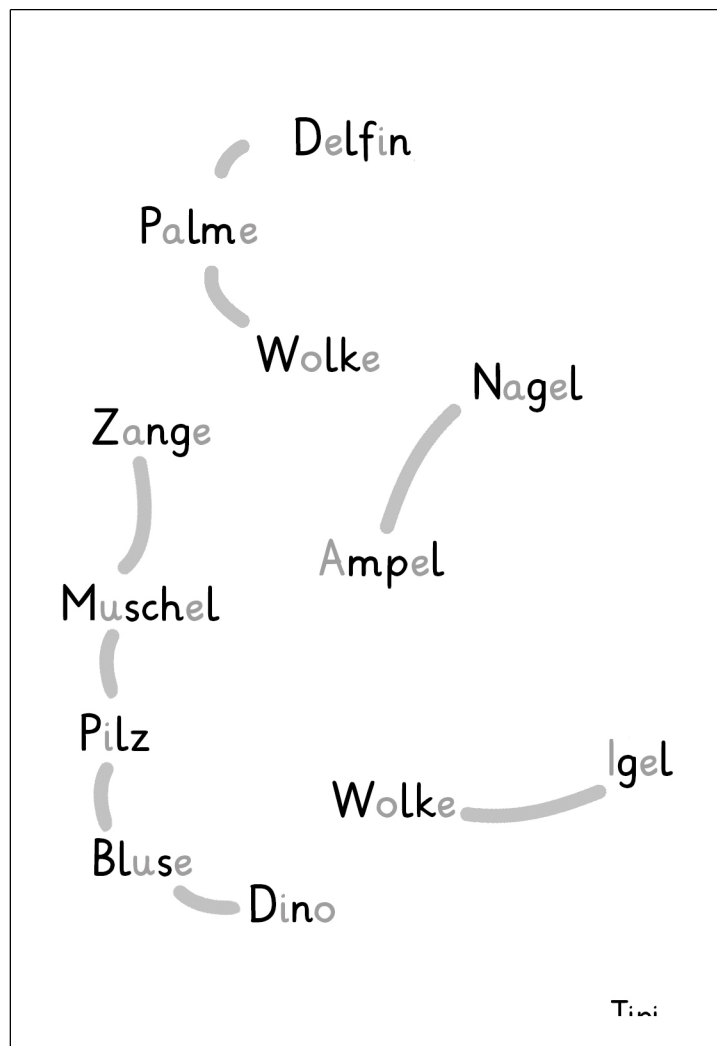 Delfin
Palme
Wolke
Nagel
Zange
Ampel
Muschel
Pilz
Igel
Wolke
Bluse
Dino